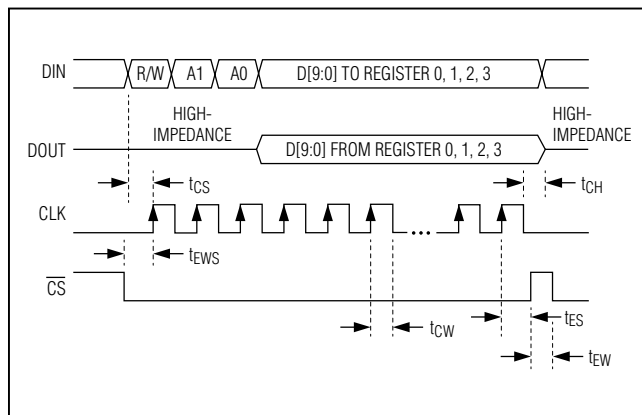 DIN R/W A1 A0 D[9:0] TO REGISTER 0, 1, 2, 3
HIGH-
IMPEDANCE
HIGH-
IMPEDANCE
DOUT D[9:0] FROM REGISTER 0, 1, 2, 3
tCS tCH
CLK
tEWS
CS
tCW tES
tEW